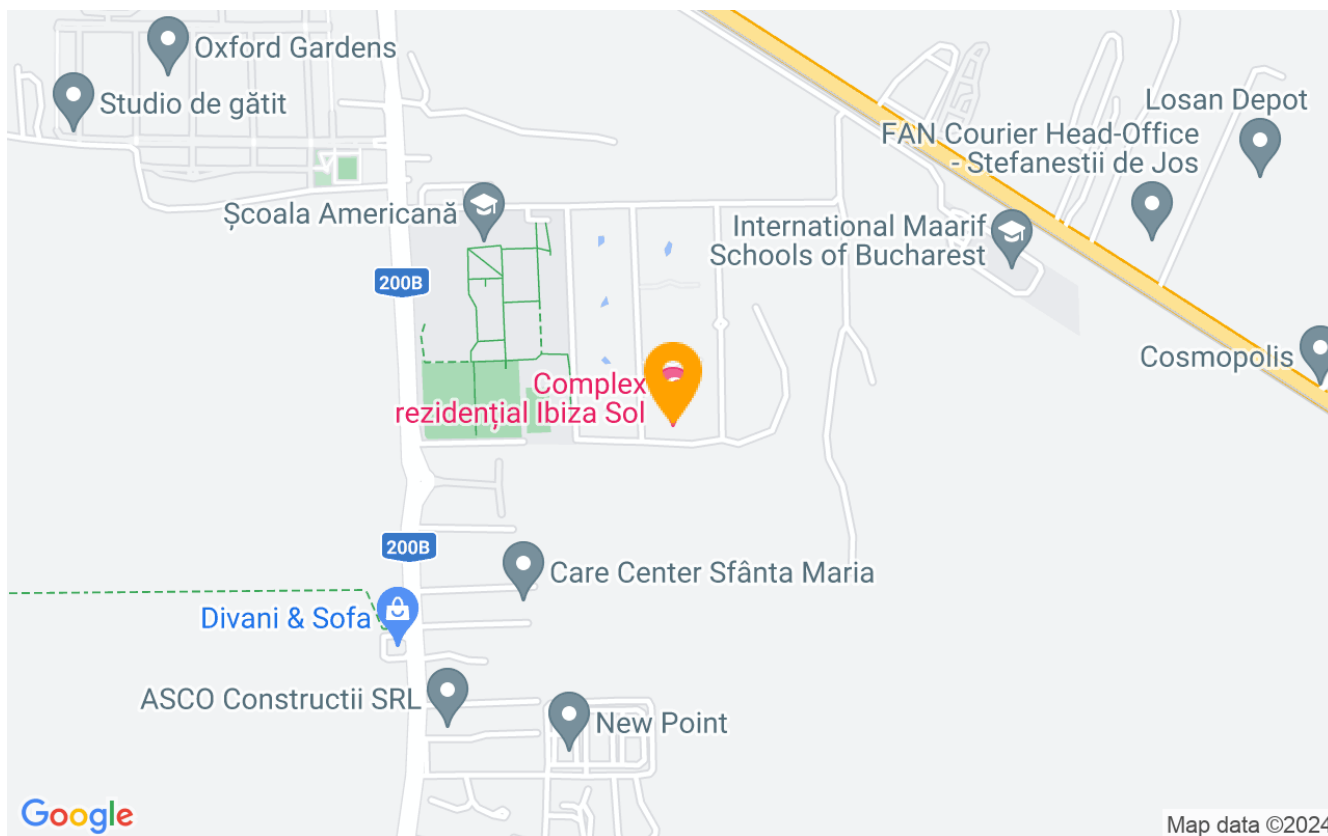 Oxford Gardens
Studio de gătit
Losan Depot
FAN Courier Head-Office
- Stefanestii de Jos
Școala Americană
International Maarif
Schools of Bucharest
200B
Cosmopolis
Complex
rezidențial Ibiza Sol
200B
Care Center Sfânta Maria
Divani & Sofa
ASCO Constructii SRL
New Point
Google
Map data ©2024